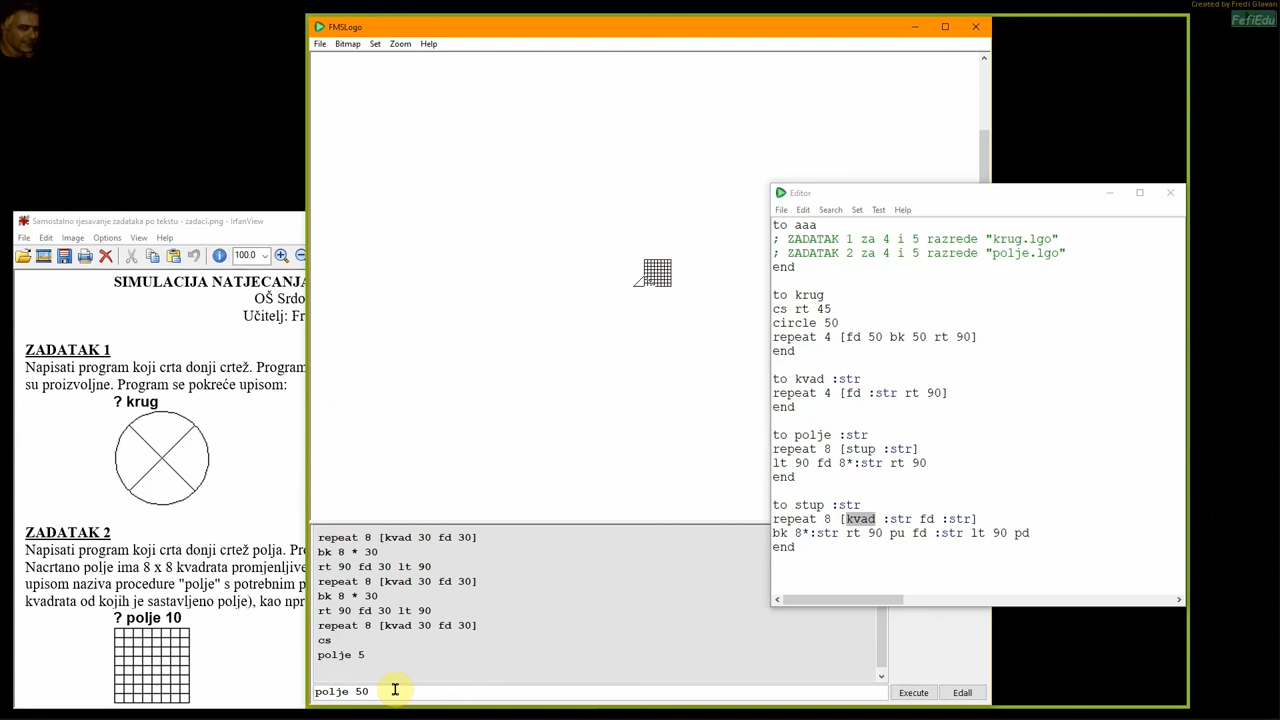 Created by Fredi Glavan
FefiEdu
FMSLogo
File Bitmap Set Zoom Help
Samostalno rjesavanje zadataka po tekstu - zadaci.png - IrfanView
File Edit Image Options View Help
100.0
SIMULACIJA NATJECANJA
OŠ Srdo
Učitelj: Fr
ZADATAK 1
Napisati program koji crta donji crtež. Program
su proizvoljne. Program se pokreće upisom:
? krug
ZADATAK 2
Napisati program koji crta donji crtež polja.
Nacrtano polje ima 8 x 8 kvadrata promjenljive
upisom naziva procedure "polje" s potrebnim p
kvadrata od kojih je sastavljeno polje), kao npr
? polje 10
repeat 8 [kvad 30 fd 30]
bk 8 * 30
rt 90 fd 30 lt 90
repeat 8 [kvad 30 fd 30]
bk 8 * 30
rt 90 fd 30 lt 90
repeat 8 [kvad 30 fd 30]
cs
polje 5
polje 50
Execute Edall
Editor
File Edit Search Set Test Help
to aaa
; ZADATAK 1 za 4 i 5 razrede "krug.lgo"
; ZADATAK 2 za 4 i 5 razrede "polje.lgo"
end
to krug
cs rt 45
circle 50
repeat 4 [fd 50 bk 50 rt 90]
end
to kvad :str
repeat 4 [fd :str rt 90]
end
to polje :str
repeat 8 [stup :str]
lt 90 fd 8*:str rt 90
end
to stup :str
repeat 8 [kvad :str fd :str]
bk 8*:str rt 90 pu fd :str lt 90 pd
end